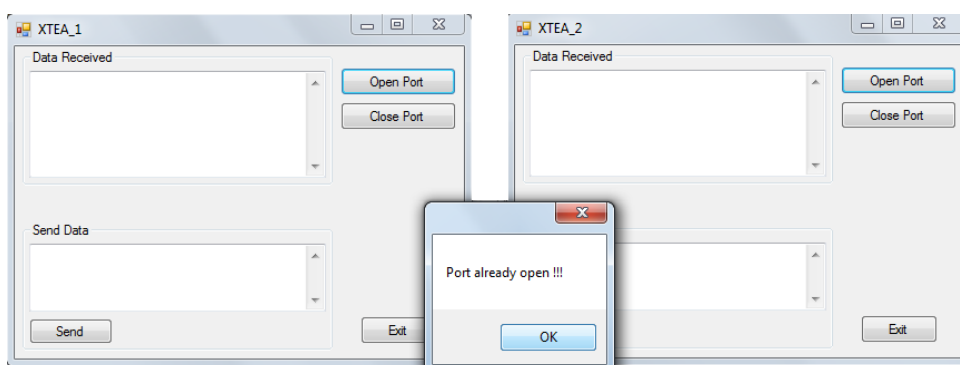 XTEA_1
Data Received
Open Port
Close Port
Send Data
Send
Exit
XTEA_2
Data Received
Open Port
Close Port
Exit
Port already open !!!
OK